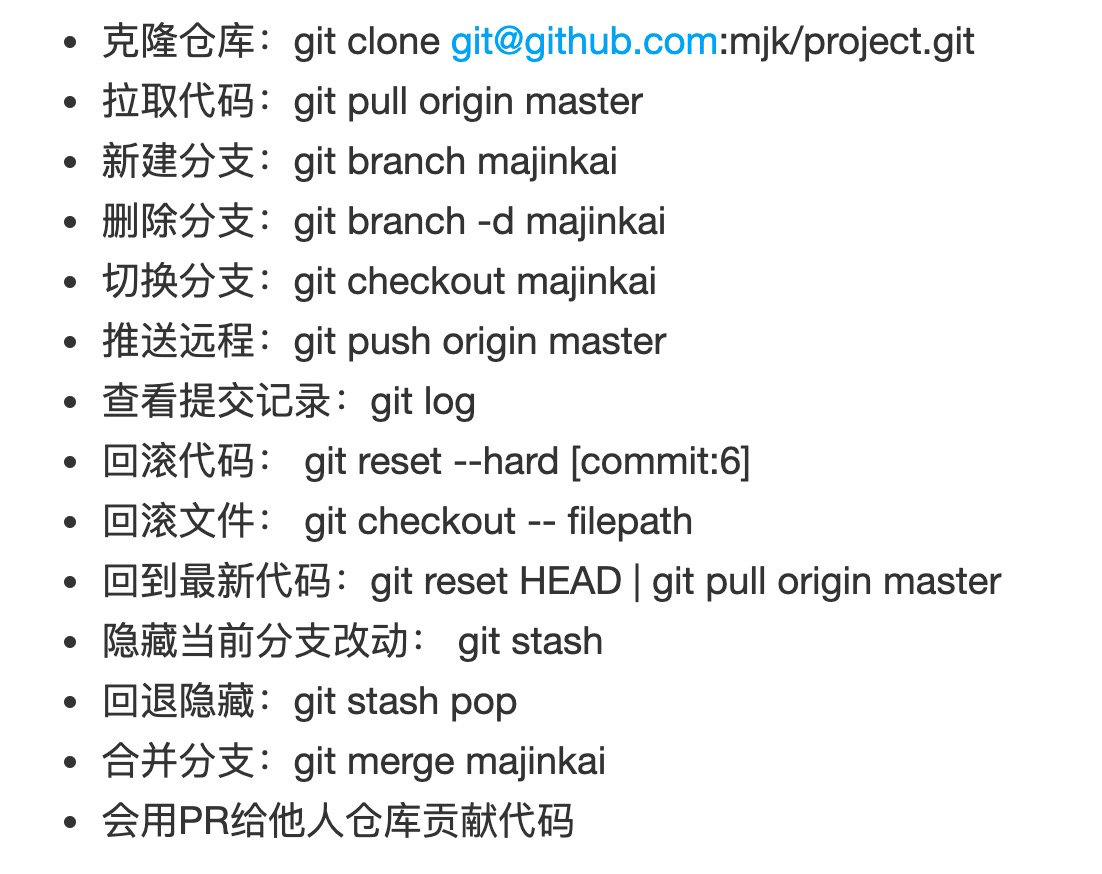 • 克隆仓库：git clone git@github.com:mjk/project.git
• 拉取代码：git pull origin master
• 新建分支：git branch majinkai
• 删除分支：git branch -d majinkai
• 切换分支：git checkout majinkai
• 推送远程：git push origin master
• 查看提交记录：git log
• 回滚代码： git reset --hard [commit:6]
• 回滚文件： git checkout -- filepath
• 回到最新代码：git reset HEAD | git pull origin master
• 隐藏当前分支改动： git stash
• 回退隐藏：git stash pop
• 合并分支：git merge majinkai
• 会用PR给他人仓库贡献代码